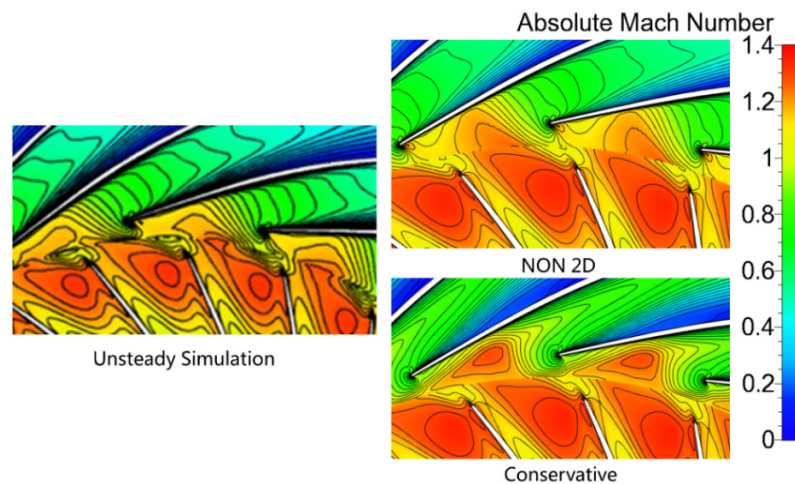 Absolute Mach Number
1.4
1.2
1
0.8
0.6
0.4
0.2
0
NON 2D
Unsteady Simulation
Conservative